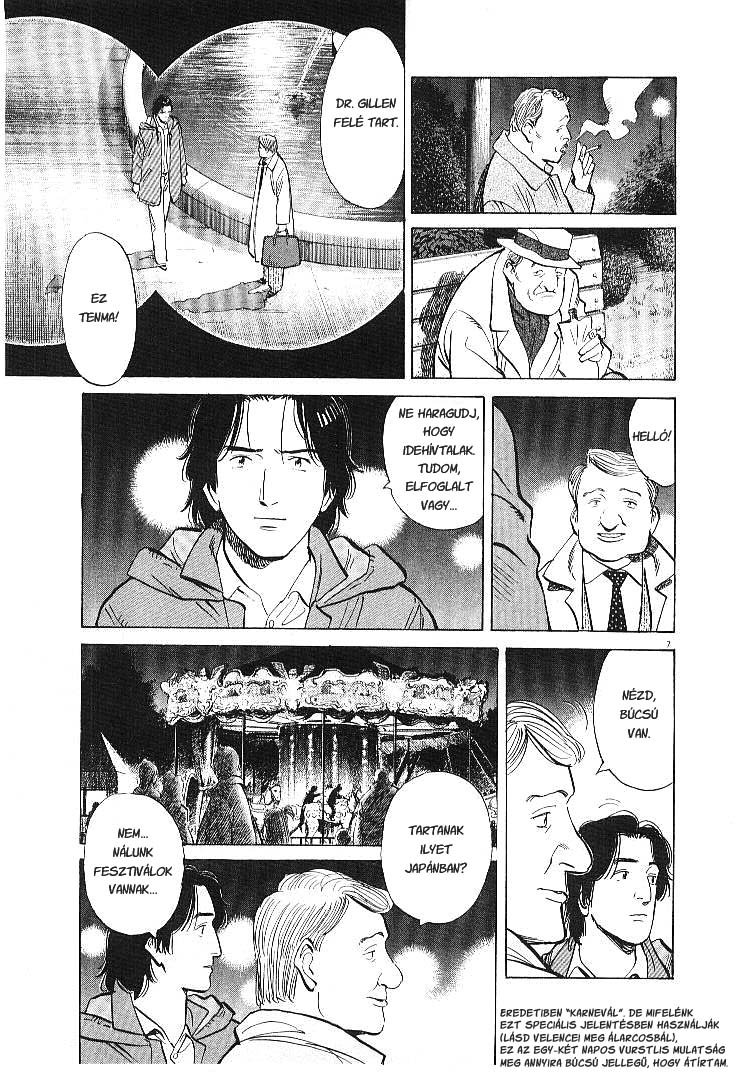 DR. GILLEN
FELÉ TART.
EZ
TENMA!
HELLÓ!
NE HARAGUDJ,
HOGY
IDEHÍVTALAK.
TUDOM,
ELFOGLALT
VAGY...
7
NÉZD,
BÚCSÚ
VAN.
TARTANAK
ILYET
JAPÁNBAN?
NEM...
NÁLUNK
FESZTIVÁLOK
VANNAK...
EREDETIBEN "KARNEVÁL". DE MIFELÉNK
EZT SPECIÁLIS JELENTÉSBEN HASZNÁLJÁK
(LÁSD VELENCEI MEG ÁLARCOSBÁL),
EZ AZ EGY-KÉT NAPOS VURSTLIS MULATSÁG
MEG ANNYIRA BÚCSÚ JELLEGŰ, HOGY ÁTÍRTAM.